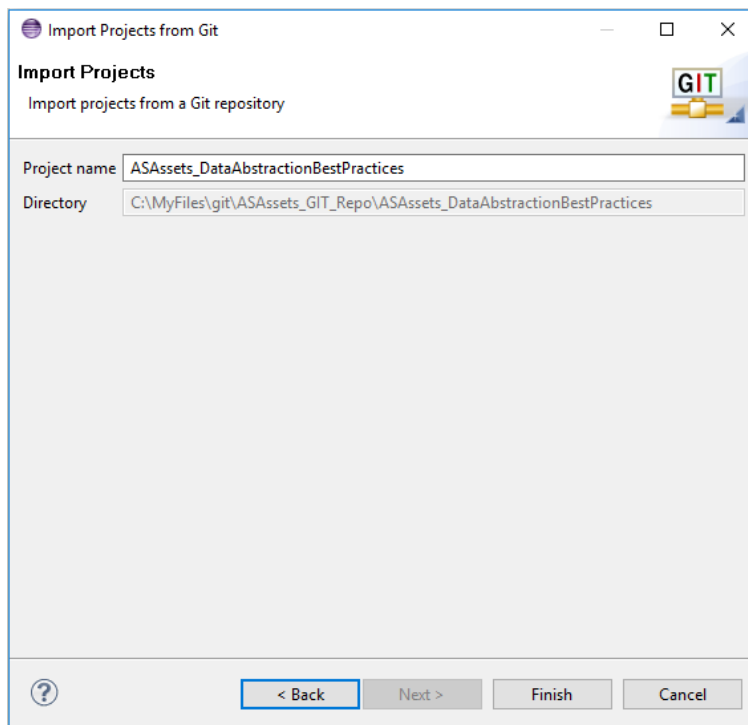 Import Projects from Git
Import Projects
Import projects from a Git repository
GIT
Project name ASAssets_DataAbstractionBestPractices
Directory C:\MyFiles\git\ASAssets_GIT_Repo\ASAssets_DataAbstractionBestPractices
? < Back Next > Finish Cancel